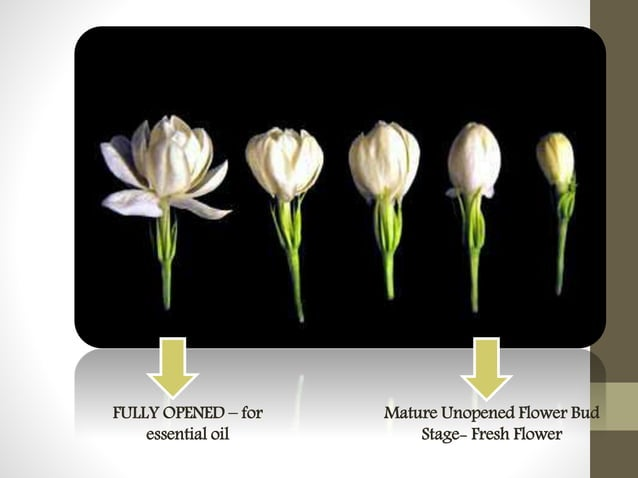 FULLY OPENED – for
essential oil
Mature Unopened Flower Bud
Stage- Fresh Flower